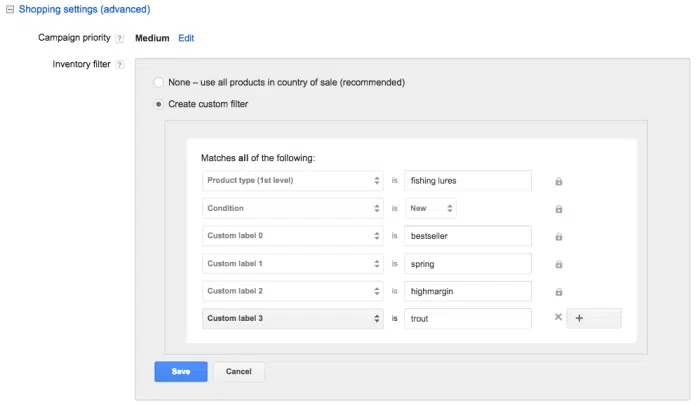 Shopping settings (advanced)
Campaign priority ? Medium Edit
Inventory filter ?
None – use all products in country of sale (recommended)
Create custom filter
Matches all of the following:
Product type (1st level) is fishing lures
Condition is New
Custom label 0 is bestseller
Custom label 1 is spring
Custom label 2 is highmargin
Custom label 3 is trout
Save Cancel